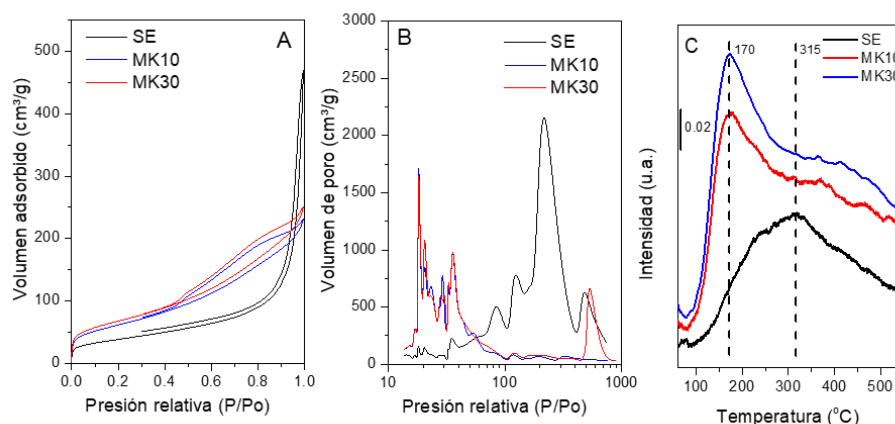 A
SE
MK10
MK30
Volumen adsorbido (cm³/g)
500
400
300
200
100
0
0.0 0.2 0.4 0.6 0.8 1.0
Presión relativa (P/Po)
B
SE
MK10
MK30
Volumen de poro (cm³/g)
3000
2500
2000
1500
1000
500
0
10 100 1000
Presión relativa (P/Po)
C
170 315
SE
MK10
MK30
0.02
Intensidad (u.a.)
100 200 300 400 500
Temperatura (°C)